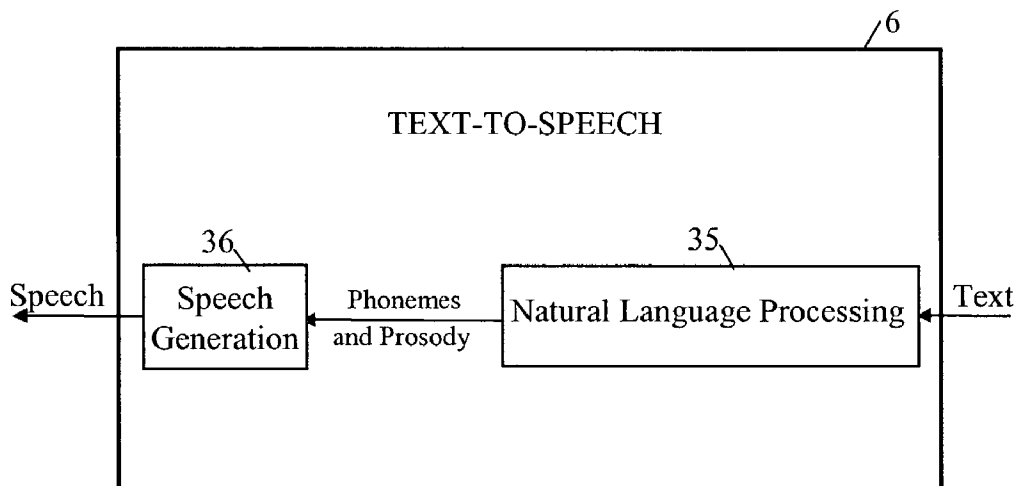 6
TEXT-TO-SPEECH
36
35
Speech
Speech
Generation
Phonemes
and Prosody
Natural Language Processing
Text